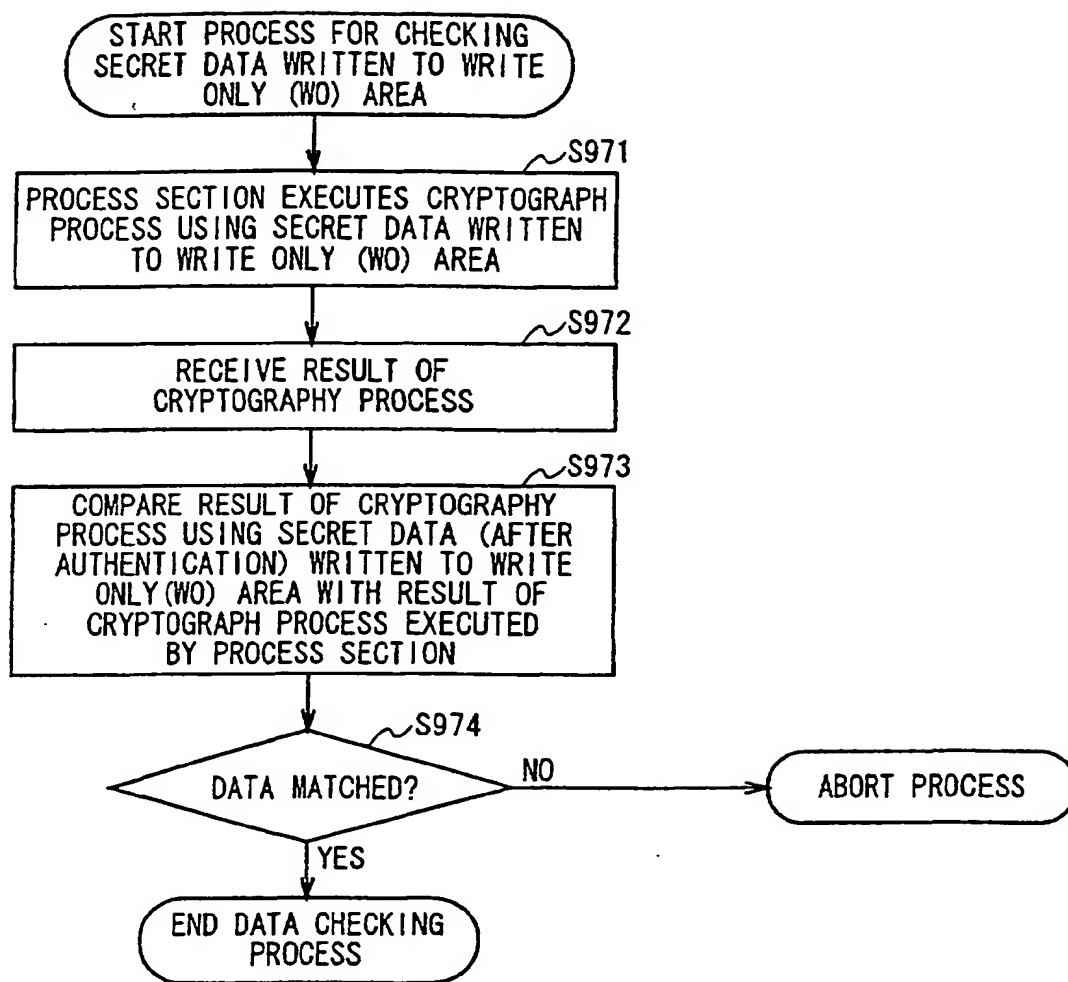 START PROCESS FOR CHECKING
SECRET DATA WRITTEN TO WRITE
ONLY (WO) AREA
S971
PROCESS SECTION EXECUTES CRYPTOGRAPH
PROCESS USING SECRET DATA WRITTEN
TO WRITE ONLY (WO) AREA
S972
RECEIVE RESULT OF
CRYPTOGRAPHY PROCESS
S973
COMPARE RESULT OF CRYPTOGRAPHY
PROCESS USING SECRET DATA (AFTER
AUTHENTICATION) WRITTEN TO WRITE
ONLY(WO) AREA WITH RESULT OF
CRYPTOGRAPH PROCESS EXECUTED
BY PROCESS SECTION
S974
DATA MATCHED?
NO
ABORT PROCESS
YES
END DATA CHECKING
PROCESS